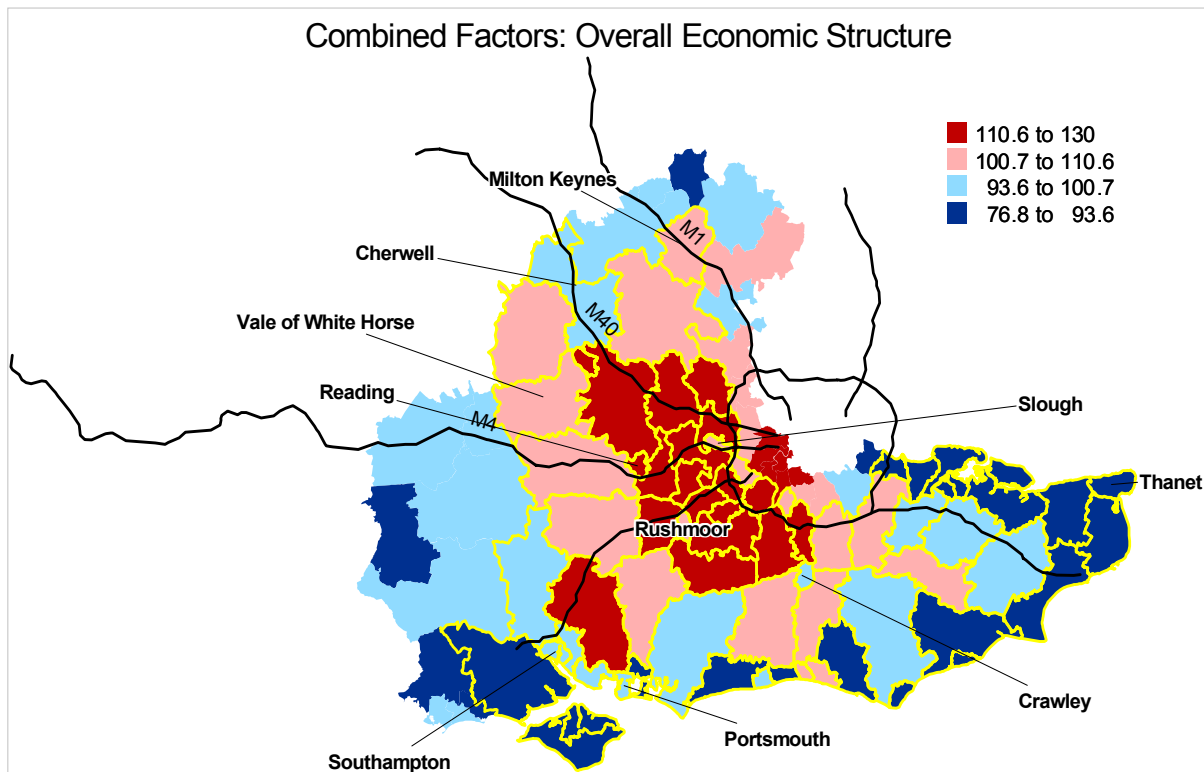 Combined Factors: Overall Economic Structure
110.6 to 130
100.7 to 110.6
93.6 to 100.7
76.8 to 93.6
Milton Keynes
M1
Cherwell
M40
Vale of White Horse
Reading
M4
Slough
Thanet
Rushmoor
Crawley
Portsmouth
Southampton